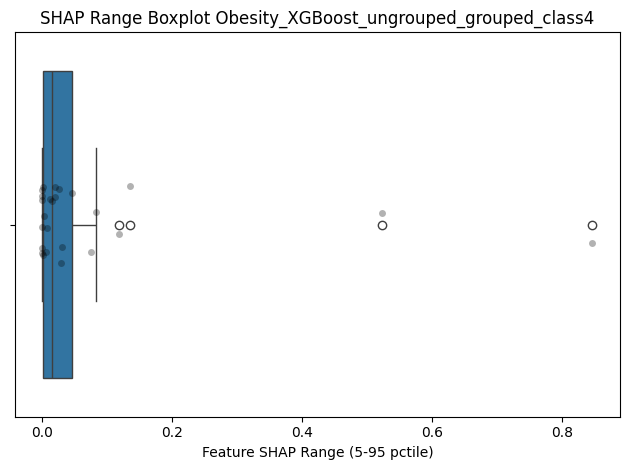 SHAP Range Boxplot Obesity_XGBoost_ungrouped_grouped_class4
0.0 0.2 0.4 0.6 0.8
Feature SHAP Range (5-95 pctile)